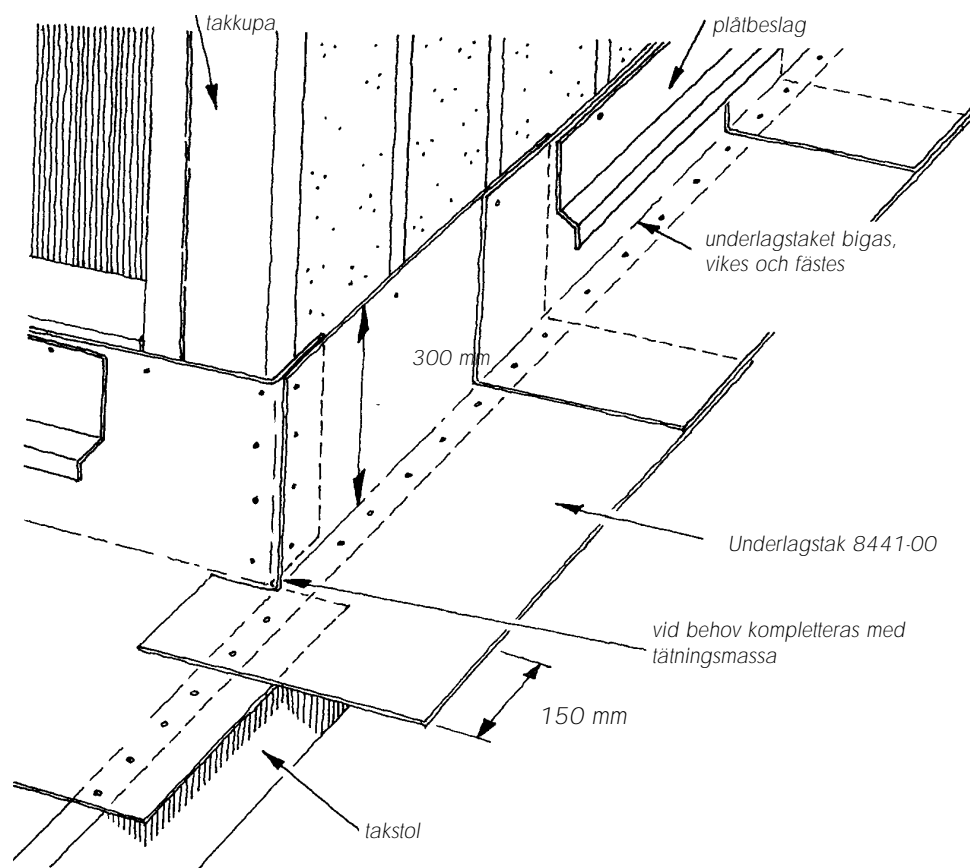 takkupa
plåtbeslag
underlagstaket bigas,
vikes och fästes
300 mm
Underlagstak 8441-00
vid behov kompletteras med
tätningsmassa
150 mm
takstol